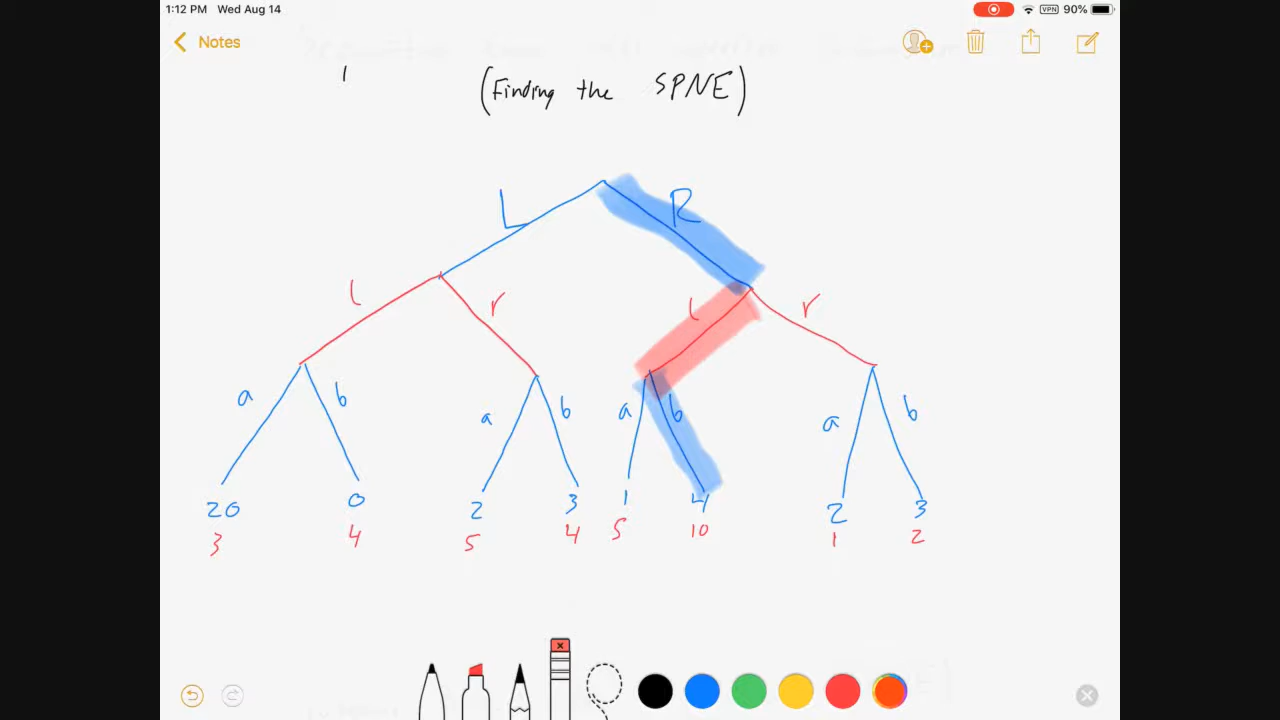 1:12 PM Wed Aug 14
VPN 90%
Notes
(Finding the SPNE)
L R
l r l r
a b a b a b a b
20 0 2 3 1 4 2 3
3 4 5 4 5 10 1 2